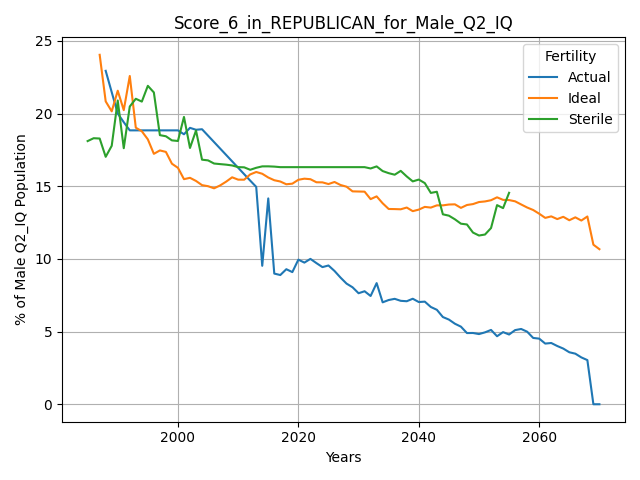 Score_6_in_REPUBLICAN_for_Male_Q2_IQ
Fertility
Actual
Ideal
Sterile
% of Male Q2_IQ Population
25
20
15
10
5
0
2000 2020 2040 2060
Years